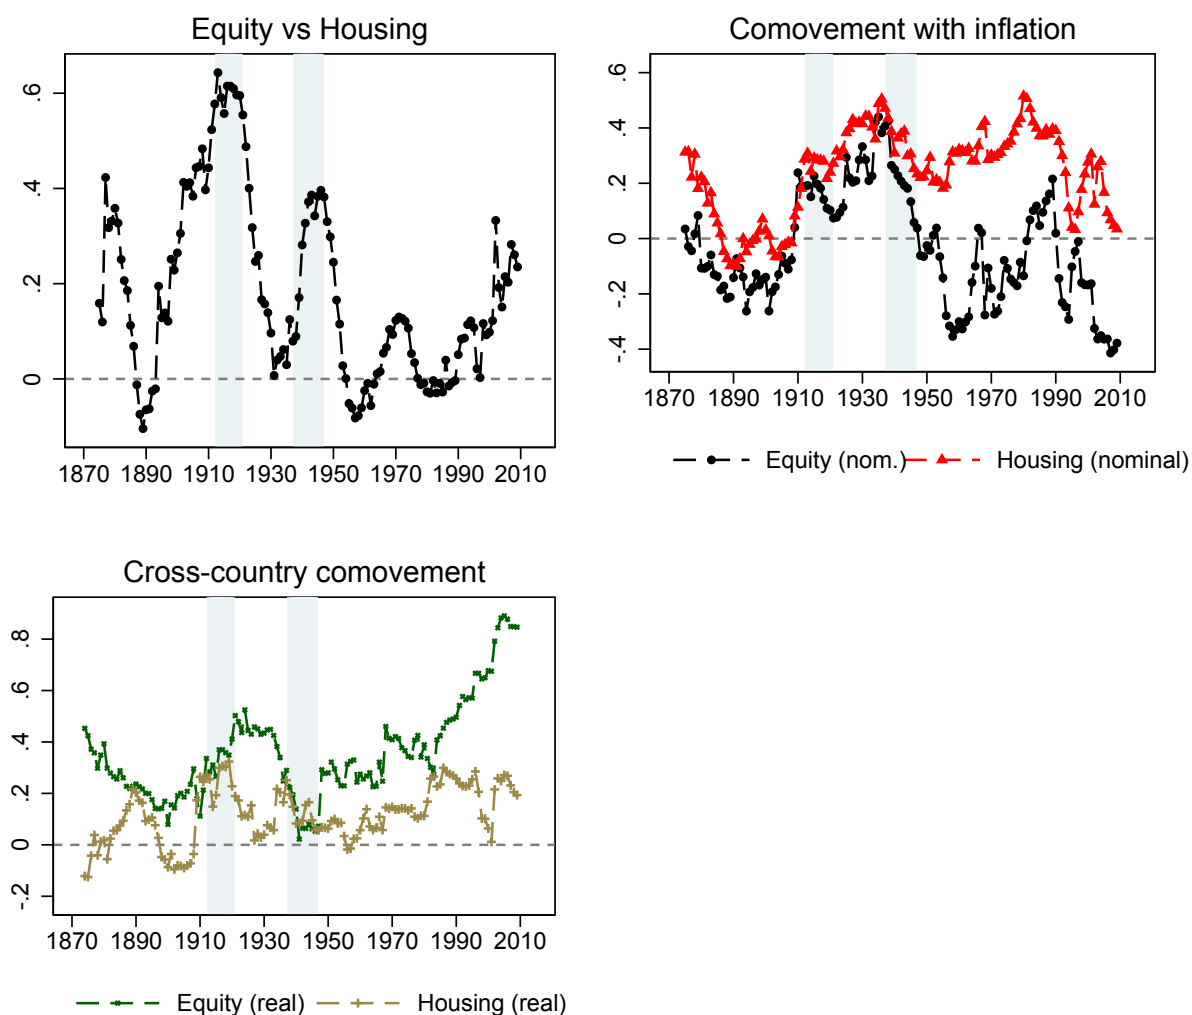 Equity vs Housing
.6
.4
.2
0
1870 1890 1910 1930 1950 1970 1990 2010
Comovement with inflation
.6
.4
.2
0
-.2
-.4
1870 1890 1910 1930 1950 1970 1990 2010
Equity (nom.) Housing (nominal)
Cross-country comovement
.8
.6
.4
.2
0
-.2
1870 1890 1910 1930 1950 1970 1990 2010
Equity (real) Housing (real)